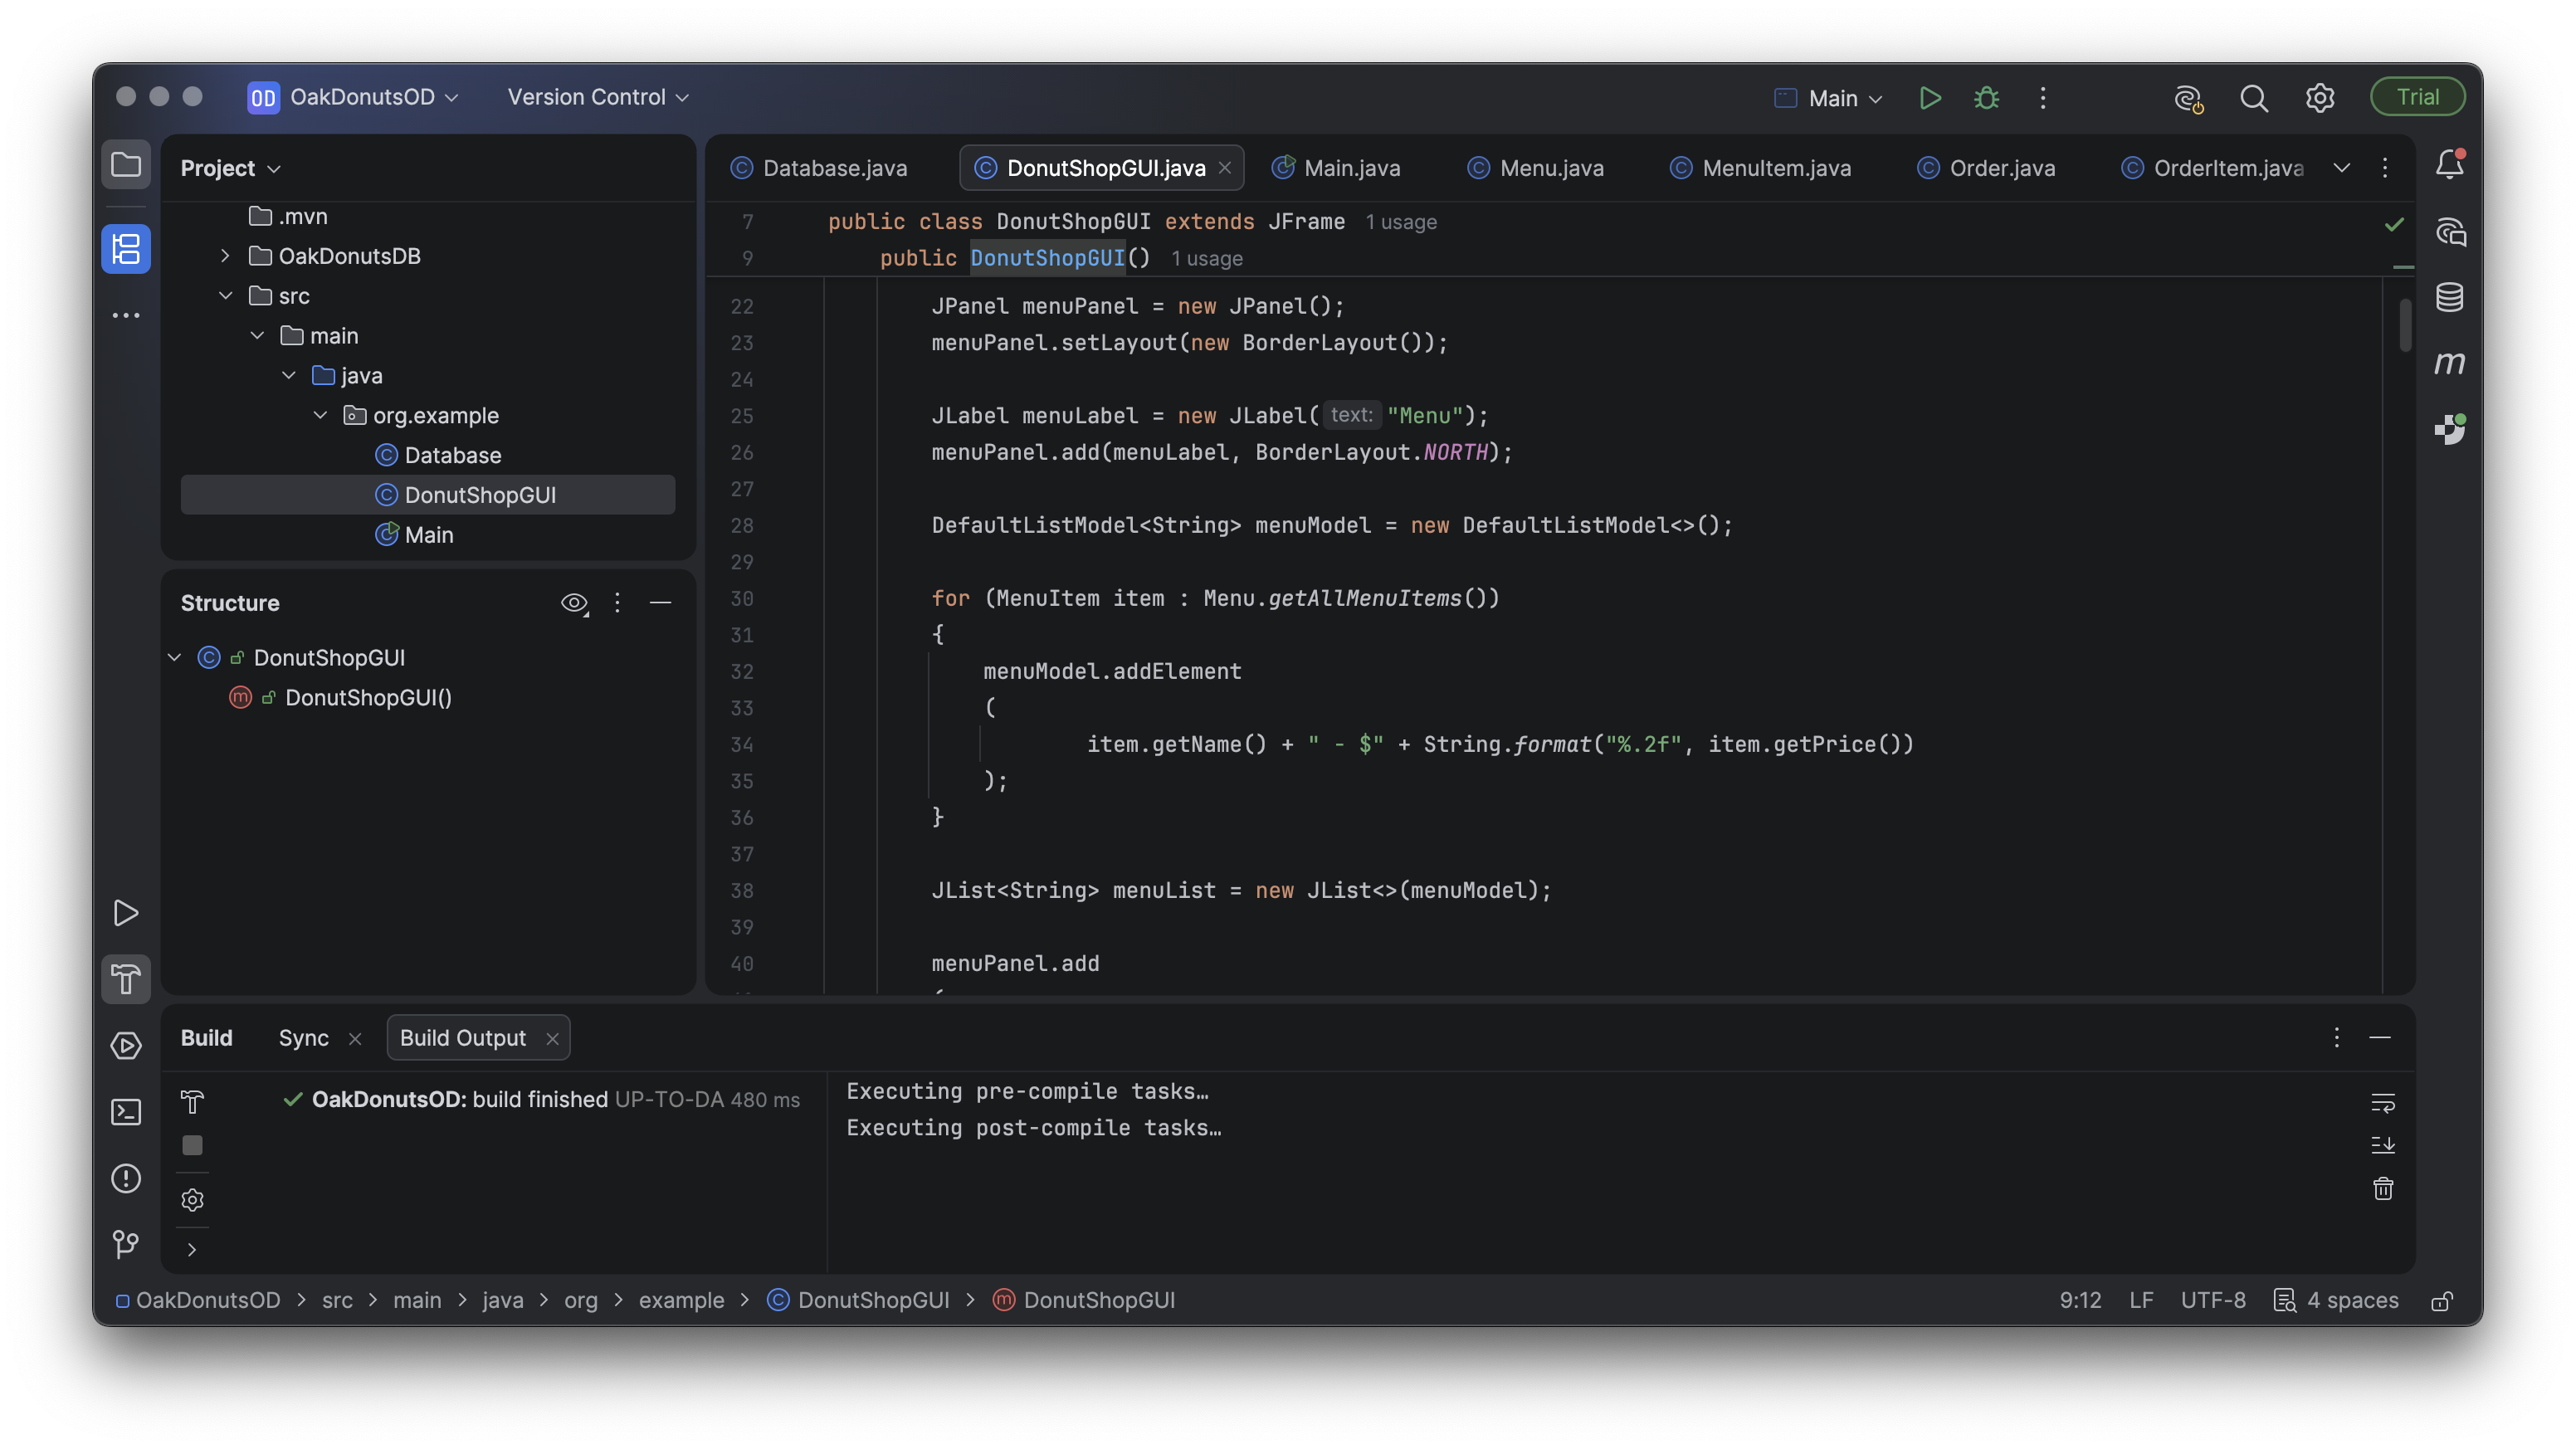 OD OakDonutsOD Version Control Main Trial
Project
.mvn
OakDonutsDB
src
main
java
org.example
Database
DonutShopGUI
Main
Structure
DonutShopGUI
DonutShopGUI()
Database.java DonutShopGUI.java Main.java Menu.java MenuItem.java Order.java OrderItem.java
7 public class DonutShopGUI extends JFrame 1 usage
9 public DonutShopGUI() 1 usage
22 JPanel menuPanel = new JPanel();
23 menuPanel.setLayout(new BorderLayout());
24
25 JLabel menuLabel = new JLabel( text: "Menu");
26 menuPanel.add(menuLabel, BorderLayout.NORTH);
27
28 DefaultListModel<String> menuModel = new DefaultListModel<>();
29
30 for (MenuItem item : Menu.getAllMenuItems())
31 {
32 menuModel.addElement
33 (
34 item.getName() + " - $" + String.format("%.2f", item.getPrice())
35 );
36 }
37
38 JList<String> menuList = new JList<>(menuModel);
39
40 menuPanel.add
Build Sync Build Output
OakDonutsOD: build finished UP-TO-DA 480 ms
Executing pre-compile tasks…
Executing post-compile tasks…
OakDonutsOD > src > main > java > org > example > DonutShopGUI > DonutShopGUI 9:12 LF UTF-8 4 spaces